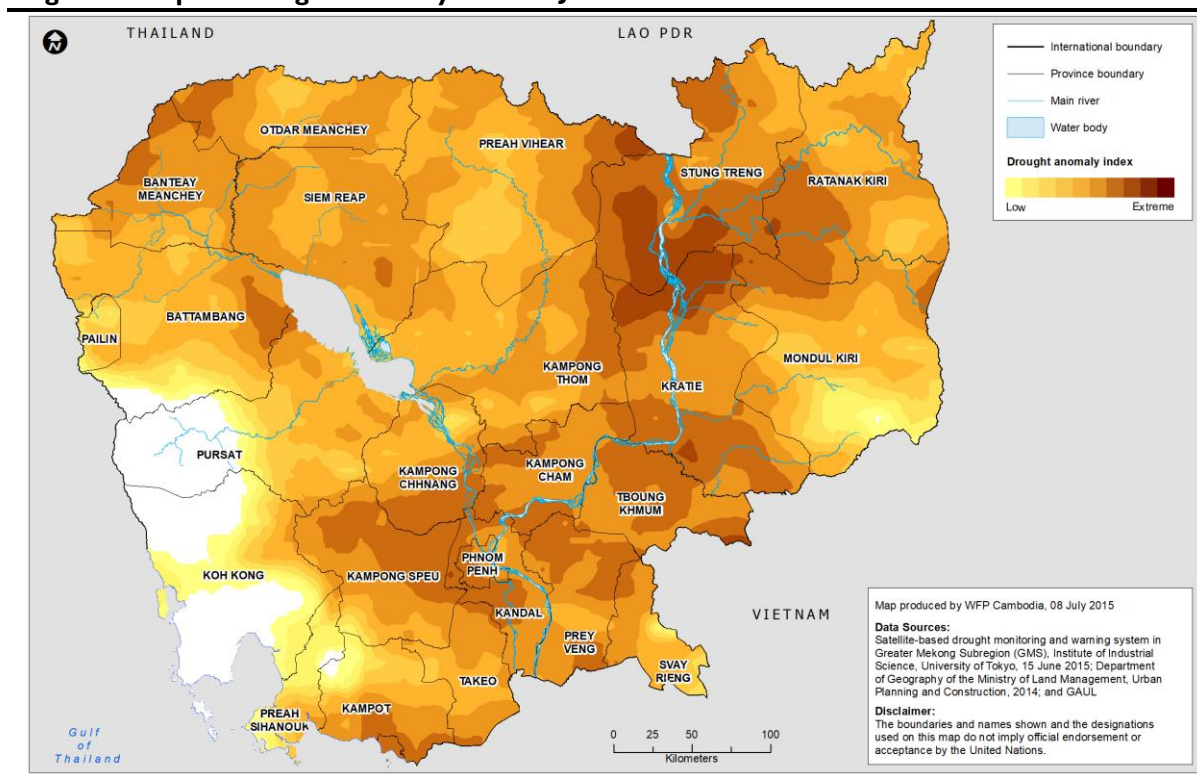 THAILAND
LAO PDR
N
International boundary
Province boundary
Main river
Water body
Drought anomaly index
Low Extreme
OTDAR MEANCHEY
PREAH VIHEAR
STUNG TRENG
RATANAK KIRI
BANTEAY
MEANCHEY
SIEM REAP
BATTAMBANG
PAILIN
KAMPONG
THOM
KRATIE
MONDUL KIRI
PURSAT
KAMPONG
CHHNANG
KAMPONG
CHAM
TBOUNG
KHMUM
PHNOM
PENH
KOH KONG
KAMPONG SPEU
KANDAL
PREY
VENG
SVAY
RIENG
TAKEO
KAMPOT
PREAH
SIHANOUK
VIETNAM
Gulf
of
Thailand
0 25 50 100
Kilometers
Map produced by WFP Cambodia, 08 July 2015
Data Sources:
Satellite-based drought monitoring and warning system in
Greater Mekong Subregion (GMS), Institute of Industrial
Science, University of Tokyo, 15 June 2015; Department
of Geography of the Ministry of Land Management, Urban
Planning and Construction, 2014; and GAUL
Disclaimer:
The boundaries and names shown and the designations
used on this map do not imply official endorsement or
acceptance by the United Nations.